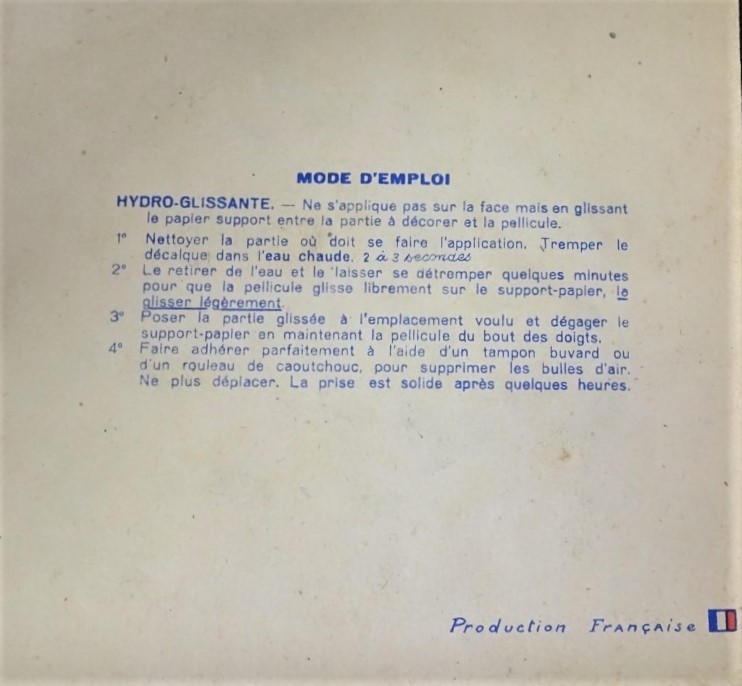 MODE D'EMPLOI
HYDRO-GLISSANTE. — Ne s'applique pas sur la face mais en glissant
le papier support entre la partie à décorer et la pellicule.
1° Nettoyer la partie où doit se faire l'application. Tremper le
décalque dans l'eau chaude. 2 à 3 secondes
2° Le retirer de l'eau et le laisser se détremper quelques minutes
pour que la pellicule glisse librement sur le support-papier, la
glisser légèrement.
3° Poser la partie glissée à l'emplacement voulu et dégager le
support-papier en maintenant la pellicule du bout des doigts.
4° Faire adhérer parfaitement à l'aide d'un tampon buvard ou
d'un rouleau de caoutchouc, pour supprimer les bulles d'air.
Ne plus déplacer. La prise est solide après quelques heures.
Production Française